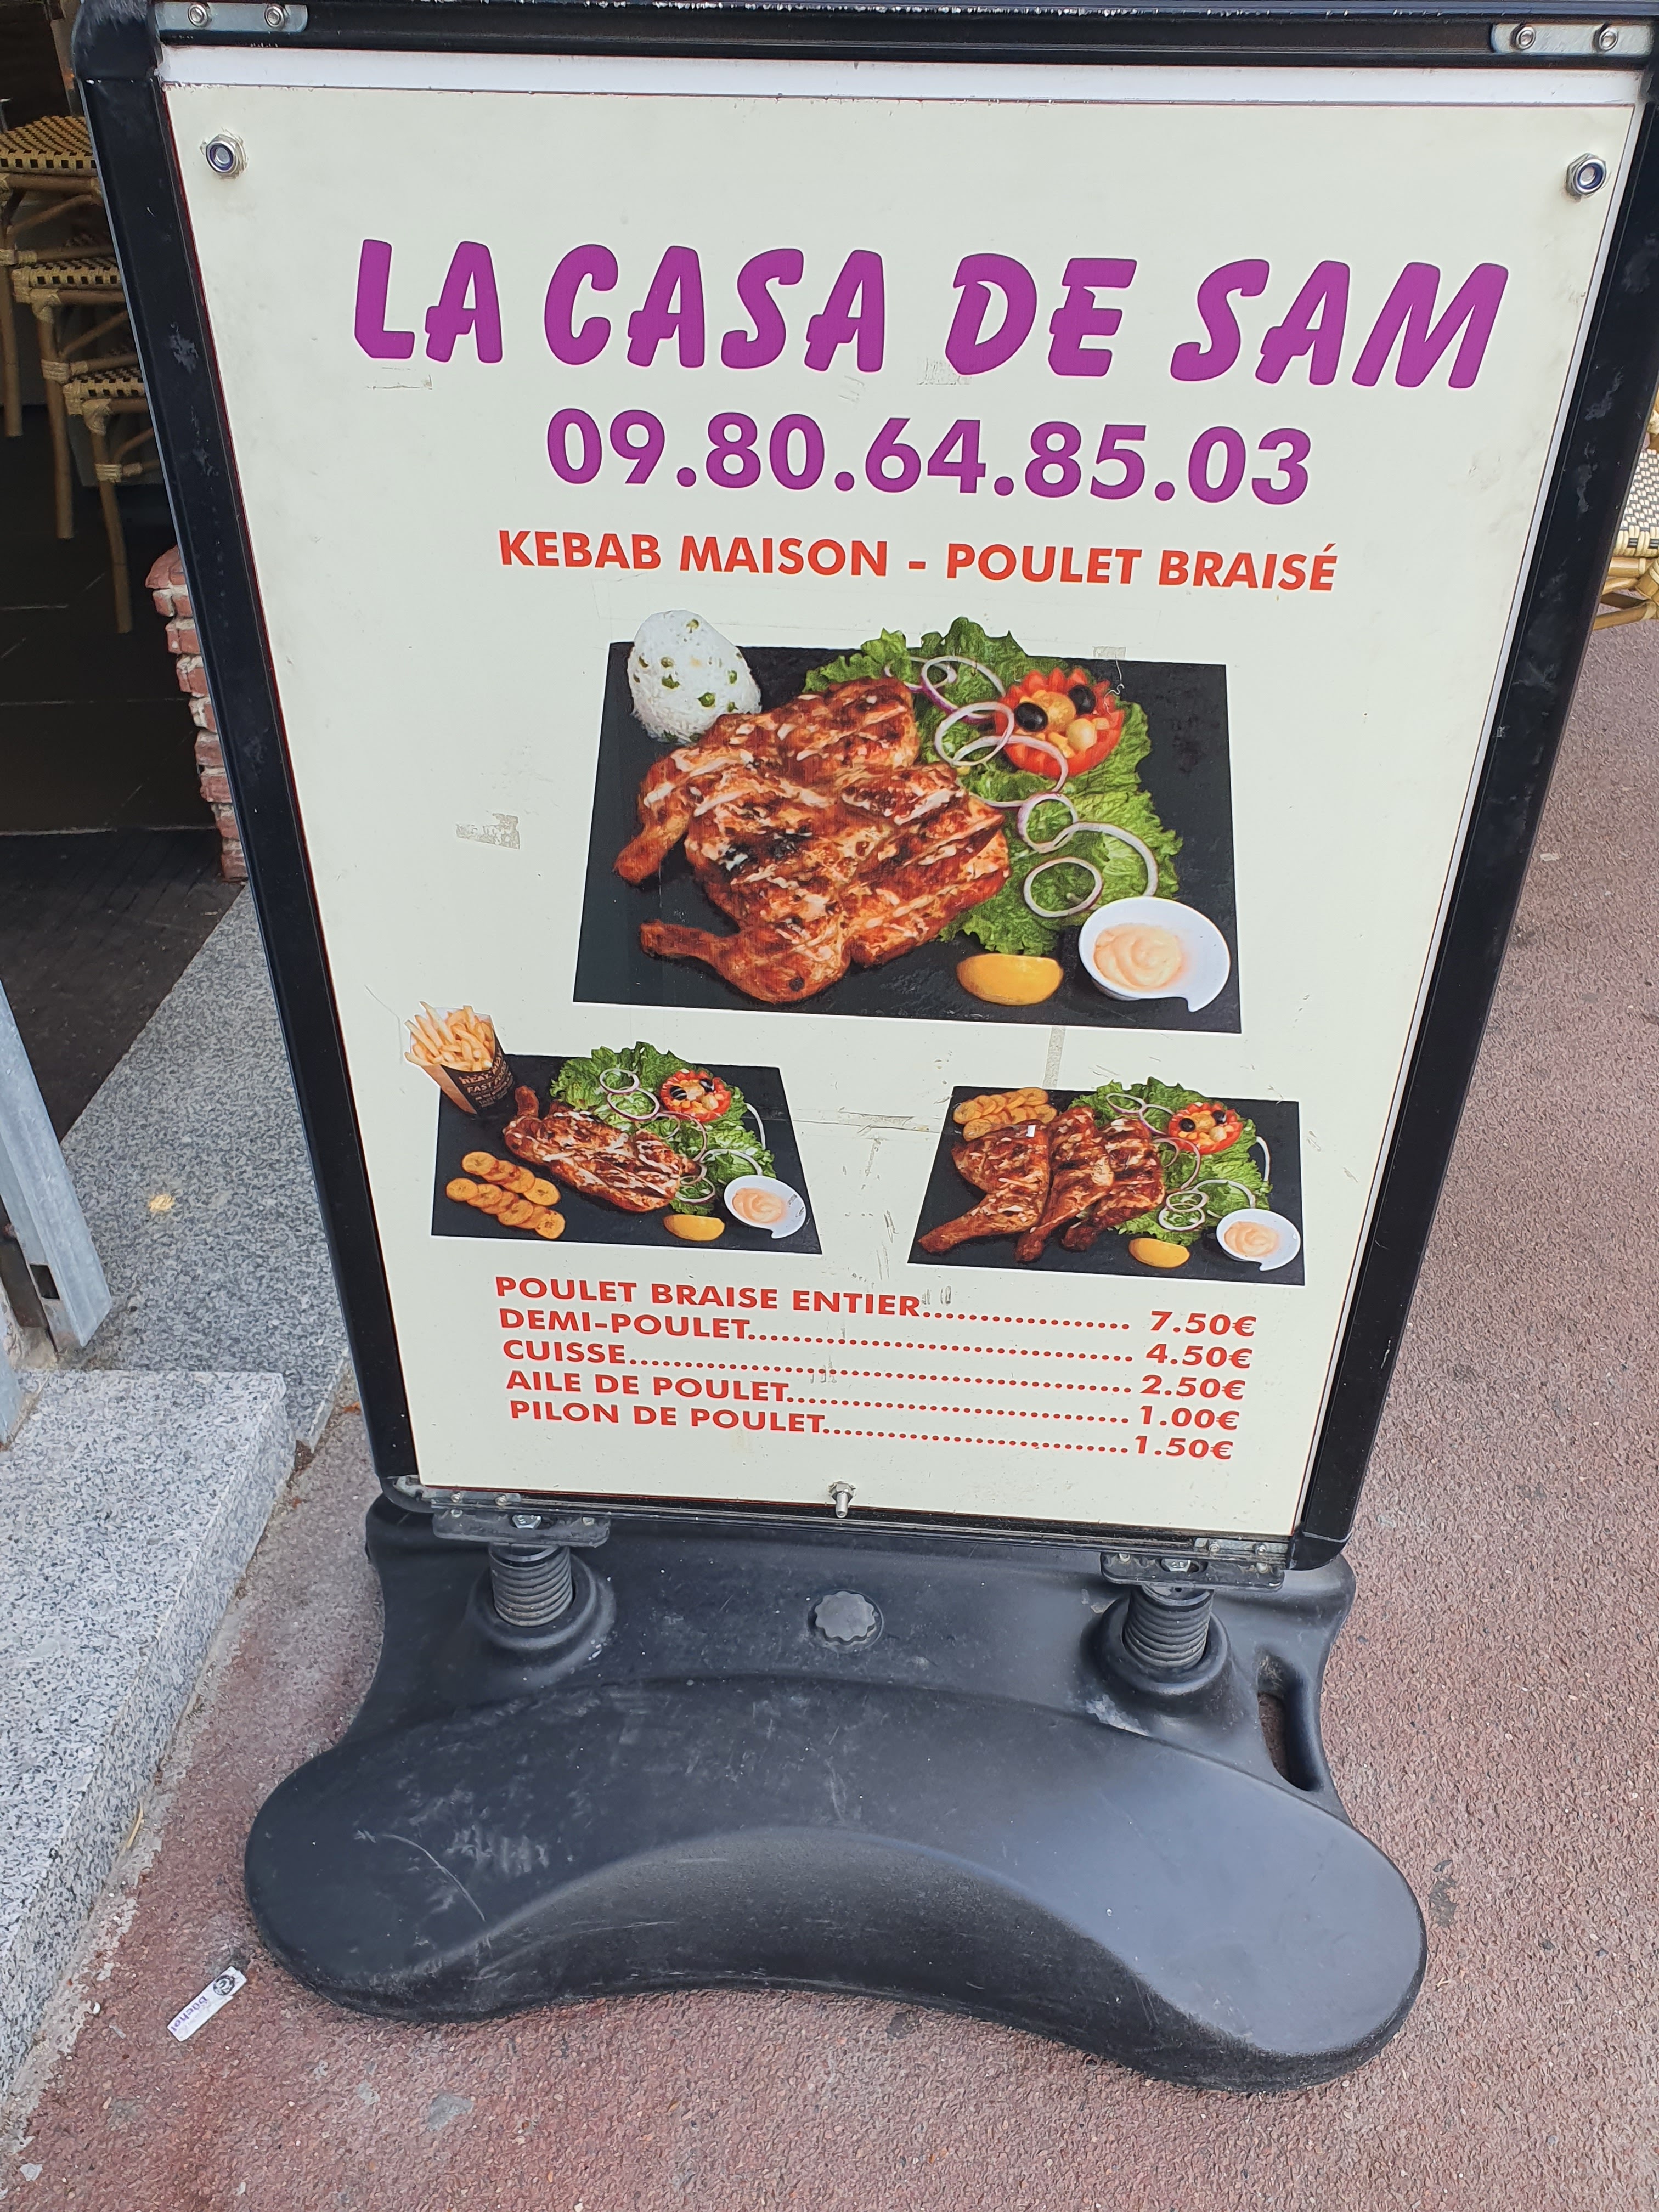 LA CASA DE SAM
09.80.64.85.03
KEBAB MAISON - POULET BRAISÉ
POULET BRAISE ENTIER.................... 7.50€
DEMI-POULET.................................... 4.50€
CUISSE............................................... 2.50€
AILE DE POULET................................ 1.00€
PILON DE POULET.............................1.50€